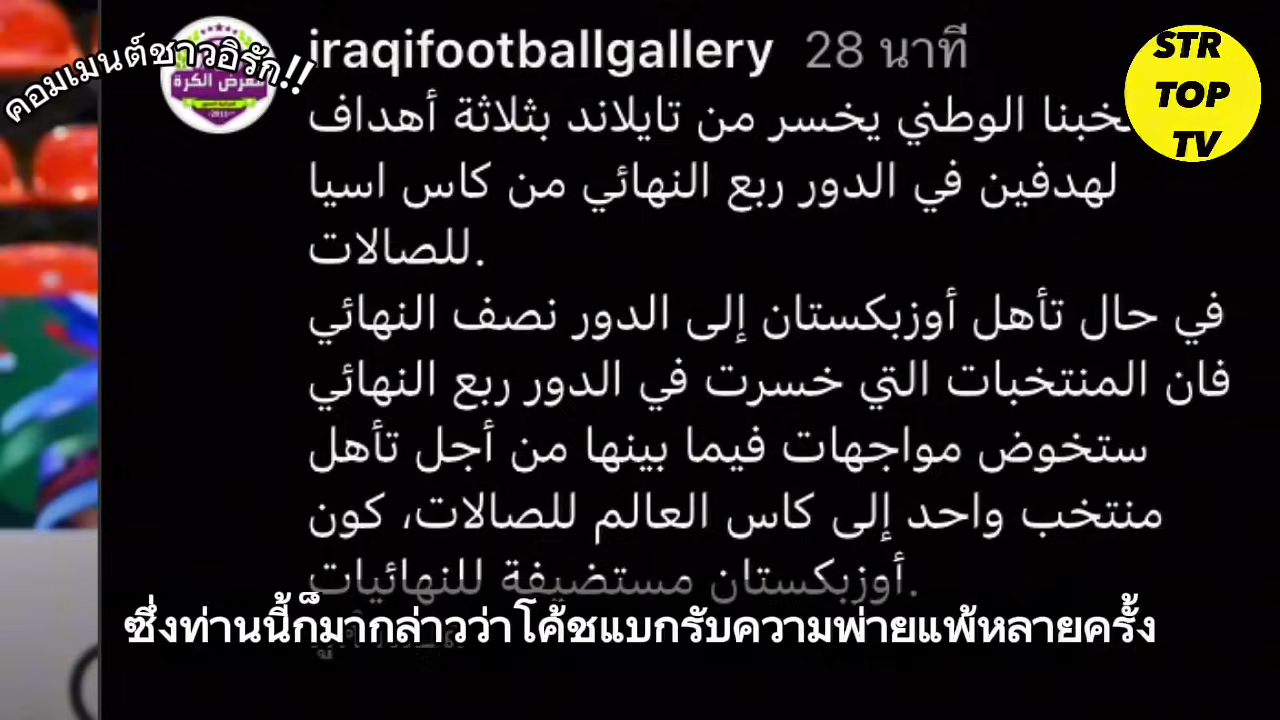 คอมเมนต์ชาวอิรัก!!
iraqifootballgallery 28 นาที
STR
TOP
TV
الوطني يخسر من تايلاند بثلاثة أهداف
لهدفين في الدور ربع النهائي من كاس اسيا
للصالات.
في حال تأهل أوزبكستان إلى الدور نصف النهائي
فان المنتخبات التي خسرت في الدور ربع النهائي
ستخوض مواجهات فيما بينها من أجل تأهل
منتخب واحد إلى كاس العالم للصالات، كون
أوزبكستان مستضيفة للنهائيات.
ซึ่งท่านนี้ก็มากล่าวว่าโค้ชแบกรับความพ่ายแพ้หลายครั้ง